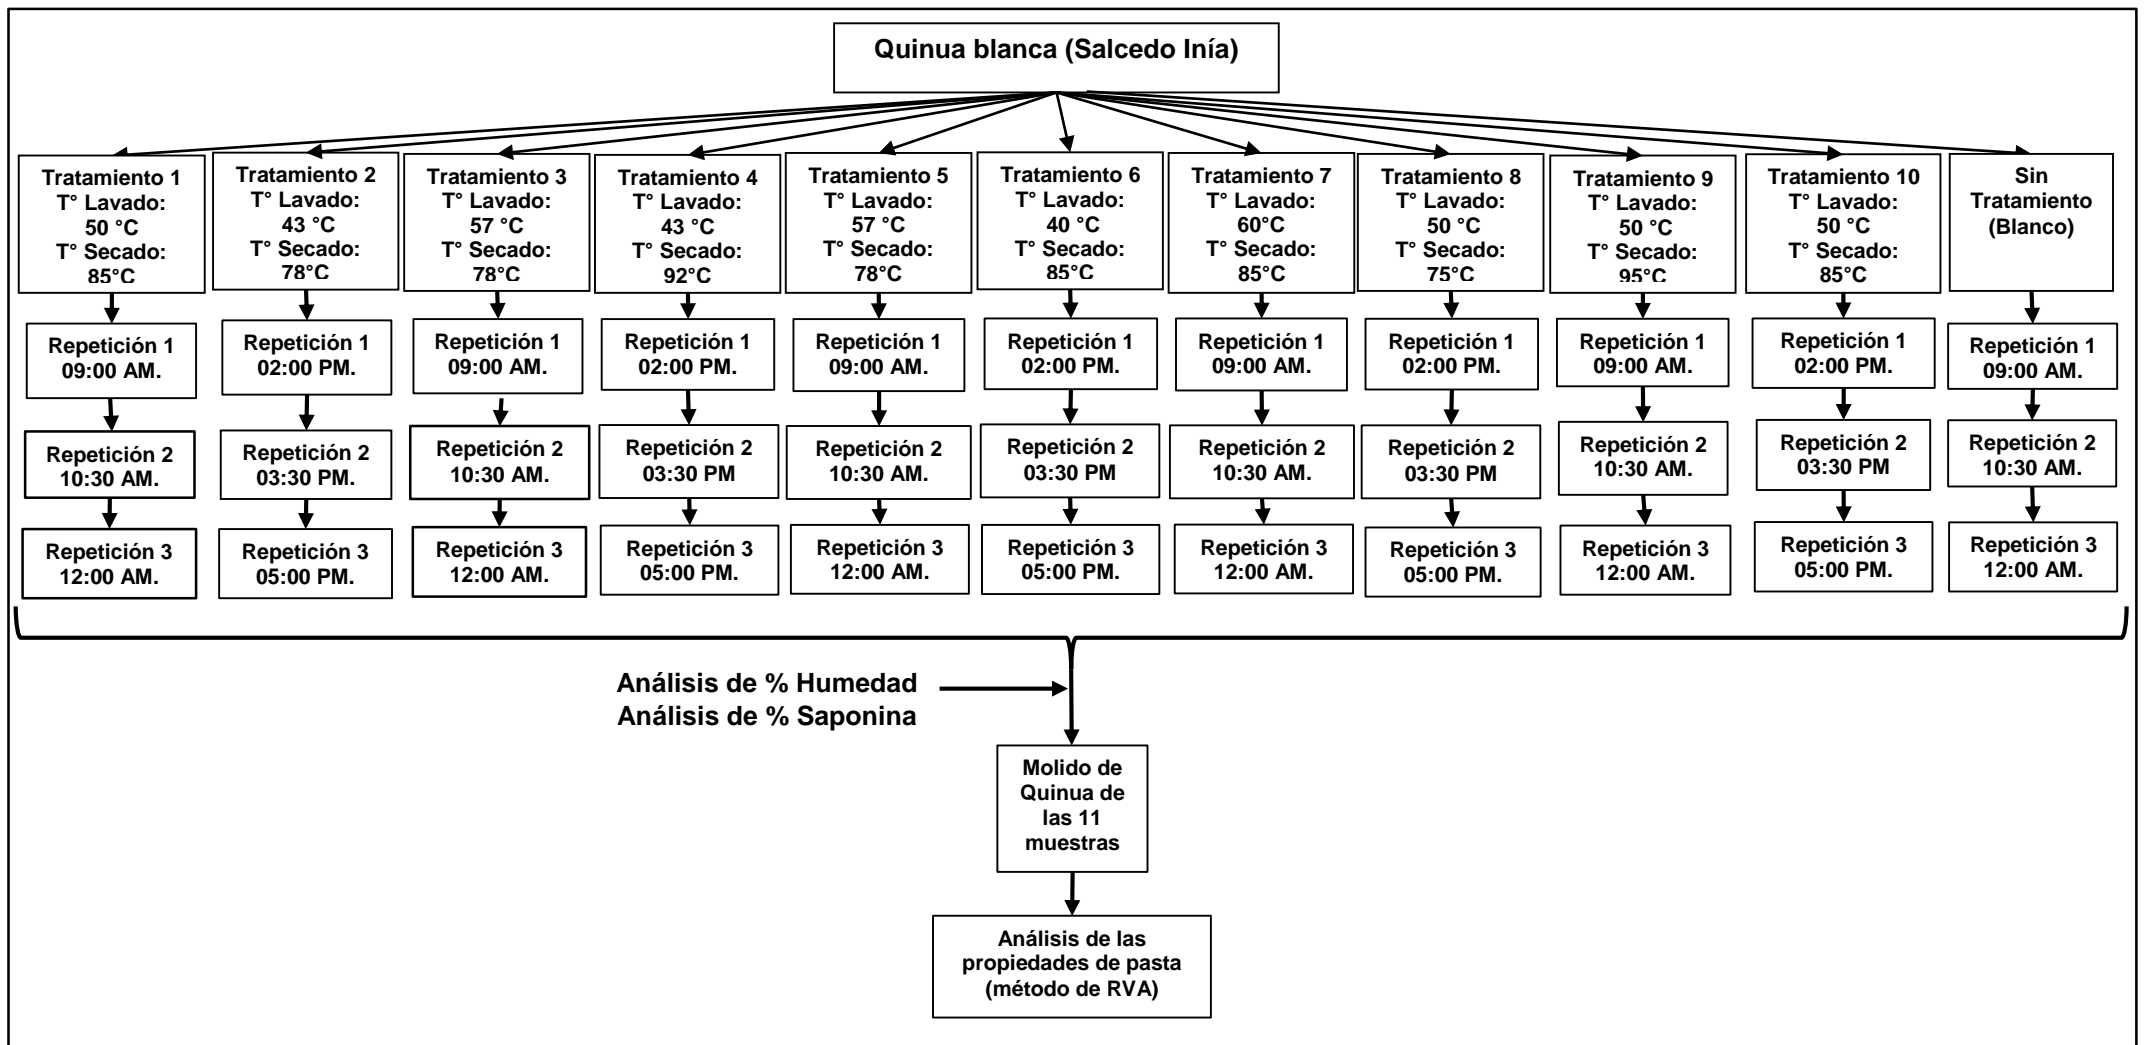 Quinua blanca (Salcedo Inía)
Tratamiento 1
T° Lavado:
50 °C
T° Secado:
85°C
Tratamiento 2
T° Lavado:
43 °C
T° Secado:
78°C
Tratamiento 3
T° Lavado:
57 °C
T° Secado:
78°C
Tratamiento 4
T° Lavado:
43 °C
T° Secado:
92°C
Tratamiento 5
T° Lavado:
57 °C
T° Secado:
78°C
Tratamiento 6
T° Lavado:
40 °C
T° Secado:
85°C
Tratamiento 7
T° Lavado:
60°C
T° Secado:
85°C
Tratamiento 8
T° Lavado:
50 °C
T° Secado:
75°C
Tratamiento 9
T° Lavado:
50 °C
T° Secado:
95°C
Tratamiento 10
T° Lavado:
50 °C
T° Secado:
85°C
Sin
Tratamiento
(Blanco)
Repetición 1
09:00 AM.
Repetición 1
02:00 PM.
Repetición 1
09:00 AM.
Repetición 1
02:00 PM.
Repetición 1
09:00 AM.
Repetición 1
02:00 PM.
Repetición 1
09:00 AM.
Repetición 1
02:00 PM.
Repetición 1
09:00 AM.
Repetición 1
02:00 PM.
Repetición 1
09:00 AM.
Repetición 2
10:30 AM.
Repetición 2
03:30 PM.
Repetición 2
10:30 AM.
Repetición 2
03:30 PM
Repetición 2
10:30 AM.
Repetición 2
03:30 PM
Repetición 2
10:30 AM.
Repetición 2
03:30 PM
Repetición 2
10:30 AM.
Repetición 2
03:30 PM
Repetición 2
10:30 AM.
Repetición 3
12:00 AM.
Repetición 3
05:00 PM.
Repetición 3
12:00 AM.
Repetición 3
05:00 PM.
Repetición 3
12:00 AM.
Repetición 3
05:00 PM.
Repetición 3
12:00 AM.
Repetición 3
05:00 PM.
Repetición 3
12:00 AM.
Repetición 3
05:00 PM.
Repetición 3
12:00 AM.
Análisis de % Humedad
Análisis de % Saponina
Molido de
Quinua de
las 11
muestras
Análisis de las
propiedades de pasta
(método de RVA)